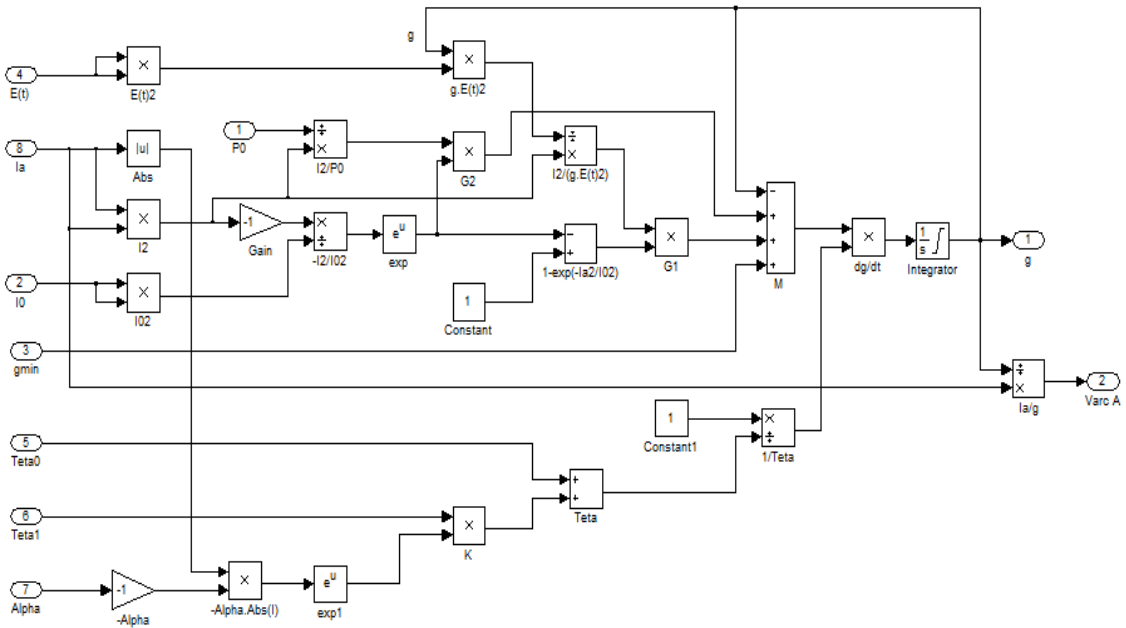 g
4
E(t)
×
E(t)2
×
g.E(t)2
8
Ia
|u|
Abs
1
P0
÷
×
I2/P0
×
G2
÷
×
I2/(g.E(t)2)
×
I2
-1
Gain
×
÷
-I2/I02
e^u
exp
−
+
1-exp(-Ia2/I02)
×
G1
−
+
+
+
M
×
dg/dt
1
s
Integrator
1
g
2
I0
×
I02
1
Constant
3
gmin
÷
×
Ia/g
2
Varc A
1
Constant1
×
÷
1/Teta
5
Teta0
+
+
Teta
6
Teta1
×
K
7
Alpha
-1
-Alpha
×
-Alpha.Abs(I)
e^u
exp1